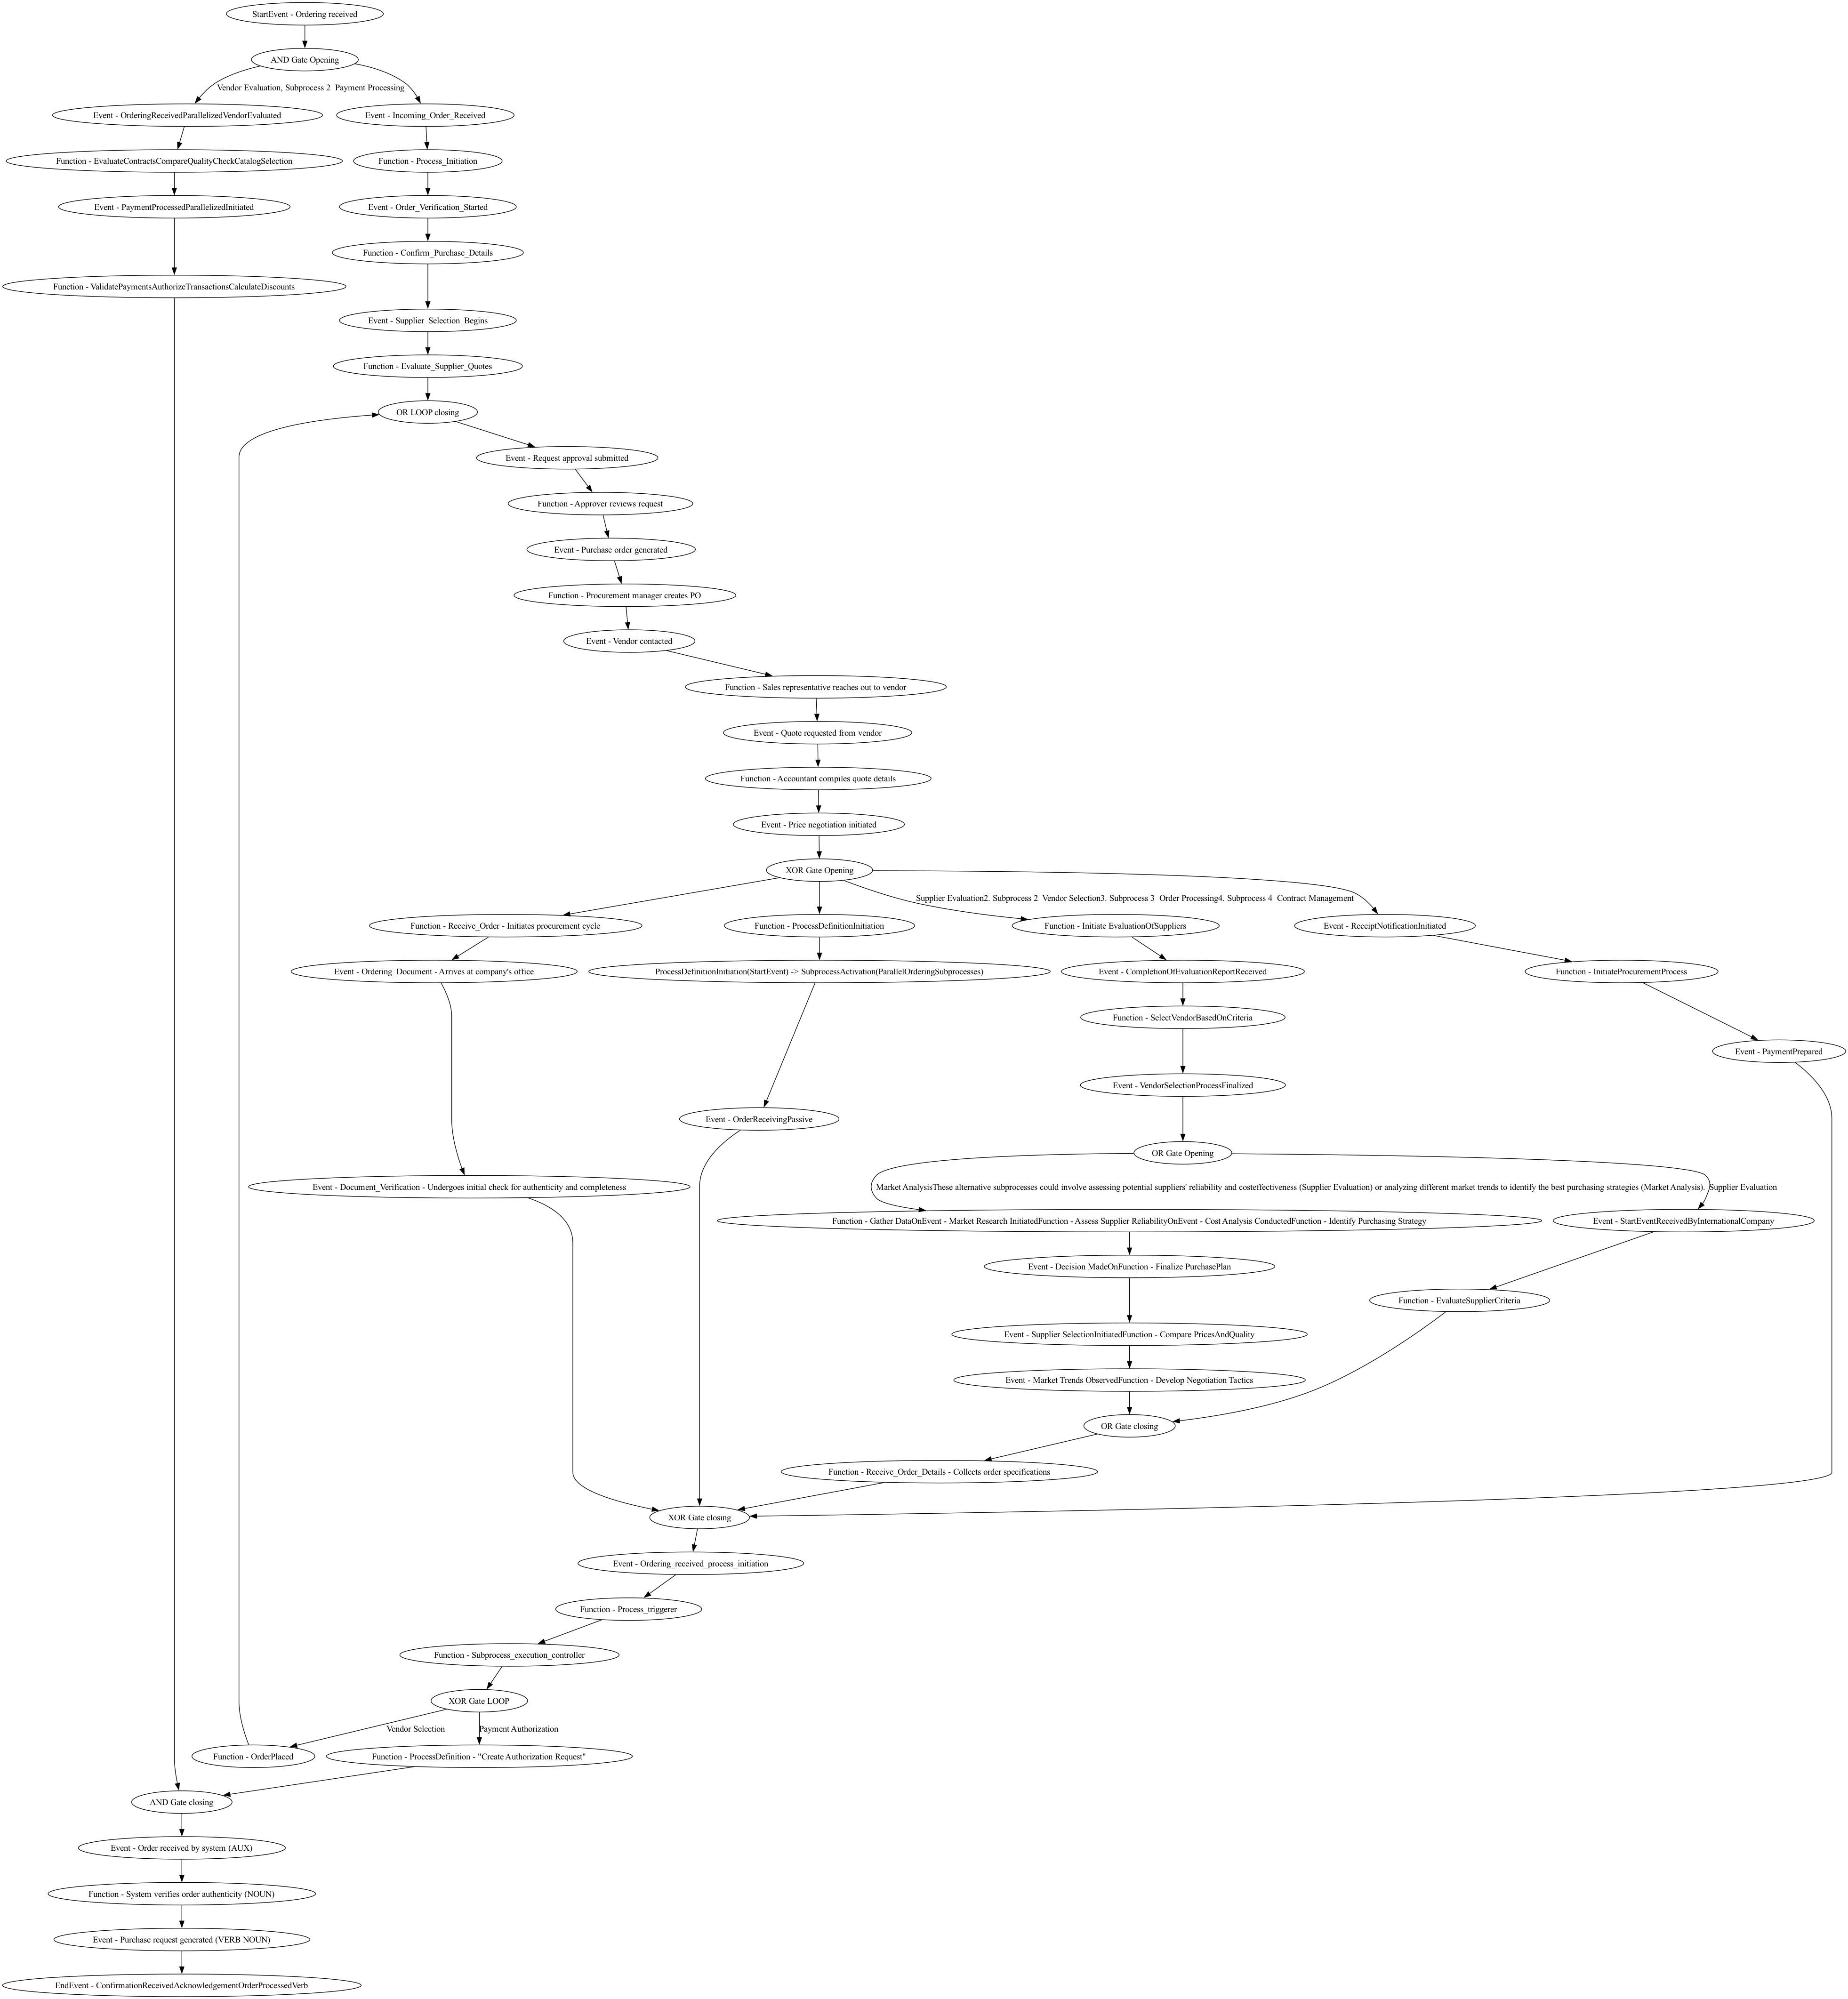 StartEvent - Ordering received
AND Gate Opening
Vendor Evaluation, Subprocess 2  Payment Processing
Event - OrderingReceivedParallelizedVendorEvaluated
Event - Incoming_Order_Received
Function - EvaluateContractsCompareQualityCheckCatalogSelection
Function - Process_Initiation
Event - PaymentProcessedParallelizedInitiated
Event - Order_Verification_Started
Function - Confirm_Purchase_Details
Function - ValidatePaymentsAuthorizeTransactionsCalculateDiscounts
Event - Supplier_Selection_Begins
Function - Evaluate_Supplier_Quotes
OR LOOP closing
Event - Request approval submitted
Function - Approver reviews request
Event - Purchase order generated
Function - Procurement manager creates PO
Event - Vendor contacted
Function - Sales representative reaches out to vendor
Event - Quote requested from vendor
Function - Accountant compiles quote details
Event - Price negotiation initiated
XOR Gate Opening
Supplier Evaluation2. Subprocess 2  Vendor Selection3. Subprocess 3  Order Processing4. Subprocess 4  Contract Management
Function - Receive_Order - Initiates procurement cycle
Function - ProcessDefinitionInitiation
Function - Initiate EvaluationOfSuppliers
Event - ReceiptNotificationInitiated
Event - Ordering_Document - Arrives at company's office
ProcessDefinitionInitiation(StartEvent) -> SubprocessActivation(ParallelOrderingSubprocesses)
Event - CompletionOfEvaluationReportReceived
Function - InitiateProcurementProcess
Function - SelectVendorBasedOnCriteria
Event - PaymentPrepared
Event - VendorSelectionProcessFinalized
Event - OrderReceivingPassive
OR Gate Opening
Event - Document_Verification - Undergoes initial check for authenticity and completeness
Market AnalysisThese alternative subprocesses could involve assessing potential suppliers' reliability and costeffectiveness (Supplier Evaluation) or analyzing different market trends to identify the best purchasing strategies (Market Analysis).
Supplier Evaluation
Function - Gather DataOnEvent - Market Research InitiatedFunction - Assess Supplier ReliabilityOnEvent - Cost Analysis ConductedFunction - Identify Purchasing Strategy
Event - StartEventReceivedByInternationalCompany
Event - Decision MadeOnFunction - Finalize PurchasePlan
Function - EvaluateSupplierCriteria
Event - Supplier SelectionInitiatedFunction - Compare PricesAndQuality
Event - Market Trends ObservedFunction - Develop Negotiation Tactics
OR Gate closing
Function - Receive_Order_Details - Collects order specifications
XOR Gate closing
Event - Ordering_received_process_initiation
Function - Process_triggerer
Function - Subprocess_execution_controller
XOR Gate LOOP
Vendor Selection
Payment Authorization
Function - OrderPlaced
Function - ProcessDefinition - "Create Authorization Request"
AND Gate closing
Event - Order received by system (AUX)
Function - System verifies order authenticity (NOUN)
Event - Purchase request generated (VERB NOUN)
EndEvent - ConfirmationReceivedAcknowledgementOrderProcessedVerb